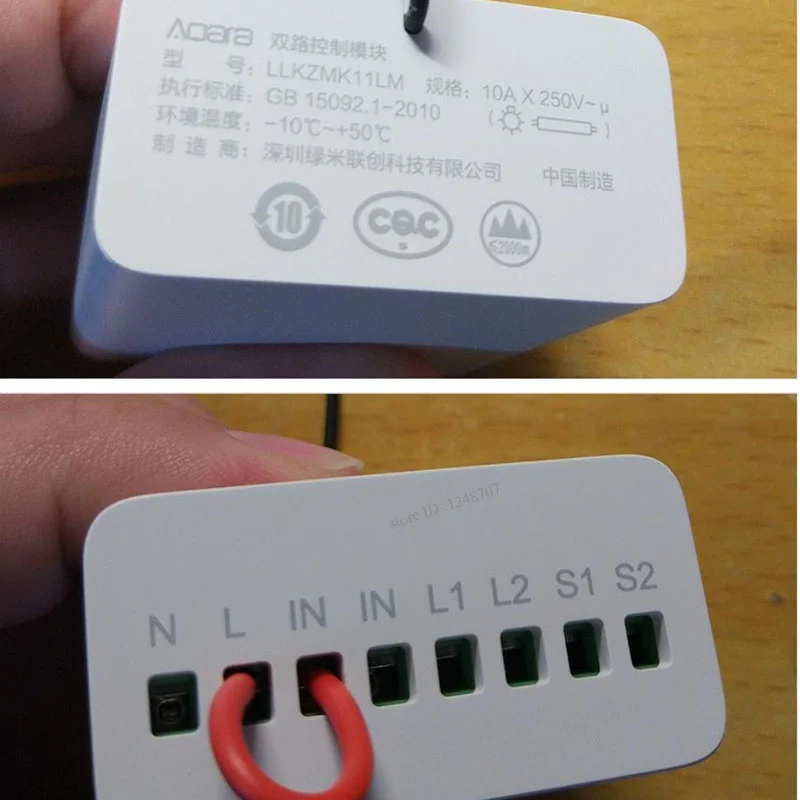 Aqara 双路控制模块
型 号: LLKZMK11LM 规格: 10A X 250V~μ
执行标准: GB 15092.1-2010
环境温度: -10℃~+50℃
制 造 商: 深圳绿米联创科技有限公司 中国制造
10 CQC S ≤2000m
store ID :1248707
N L IN IN L1 L2 S1 S2